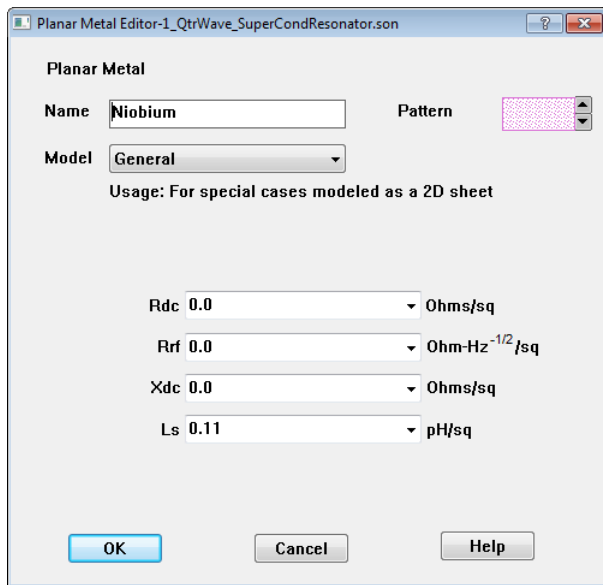 Planar Metal Editor-1_QtrWave_SuperCondResonator.son
Planar Metal
Name Niobium Pattern
Model General
Usage: For special cases modeled as a 2D sheet
Rdc 0.0 Ohms/sq
Rrf 0.0 Ohm-Hz^-1/2/sq
Xdc 0.0 Ohms/sq
Ls 0.11 pH/sq
OK Cancel Help